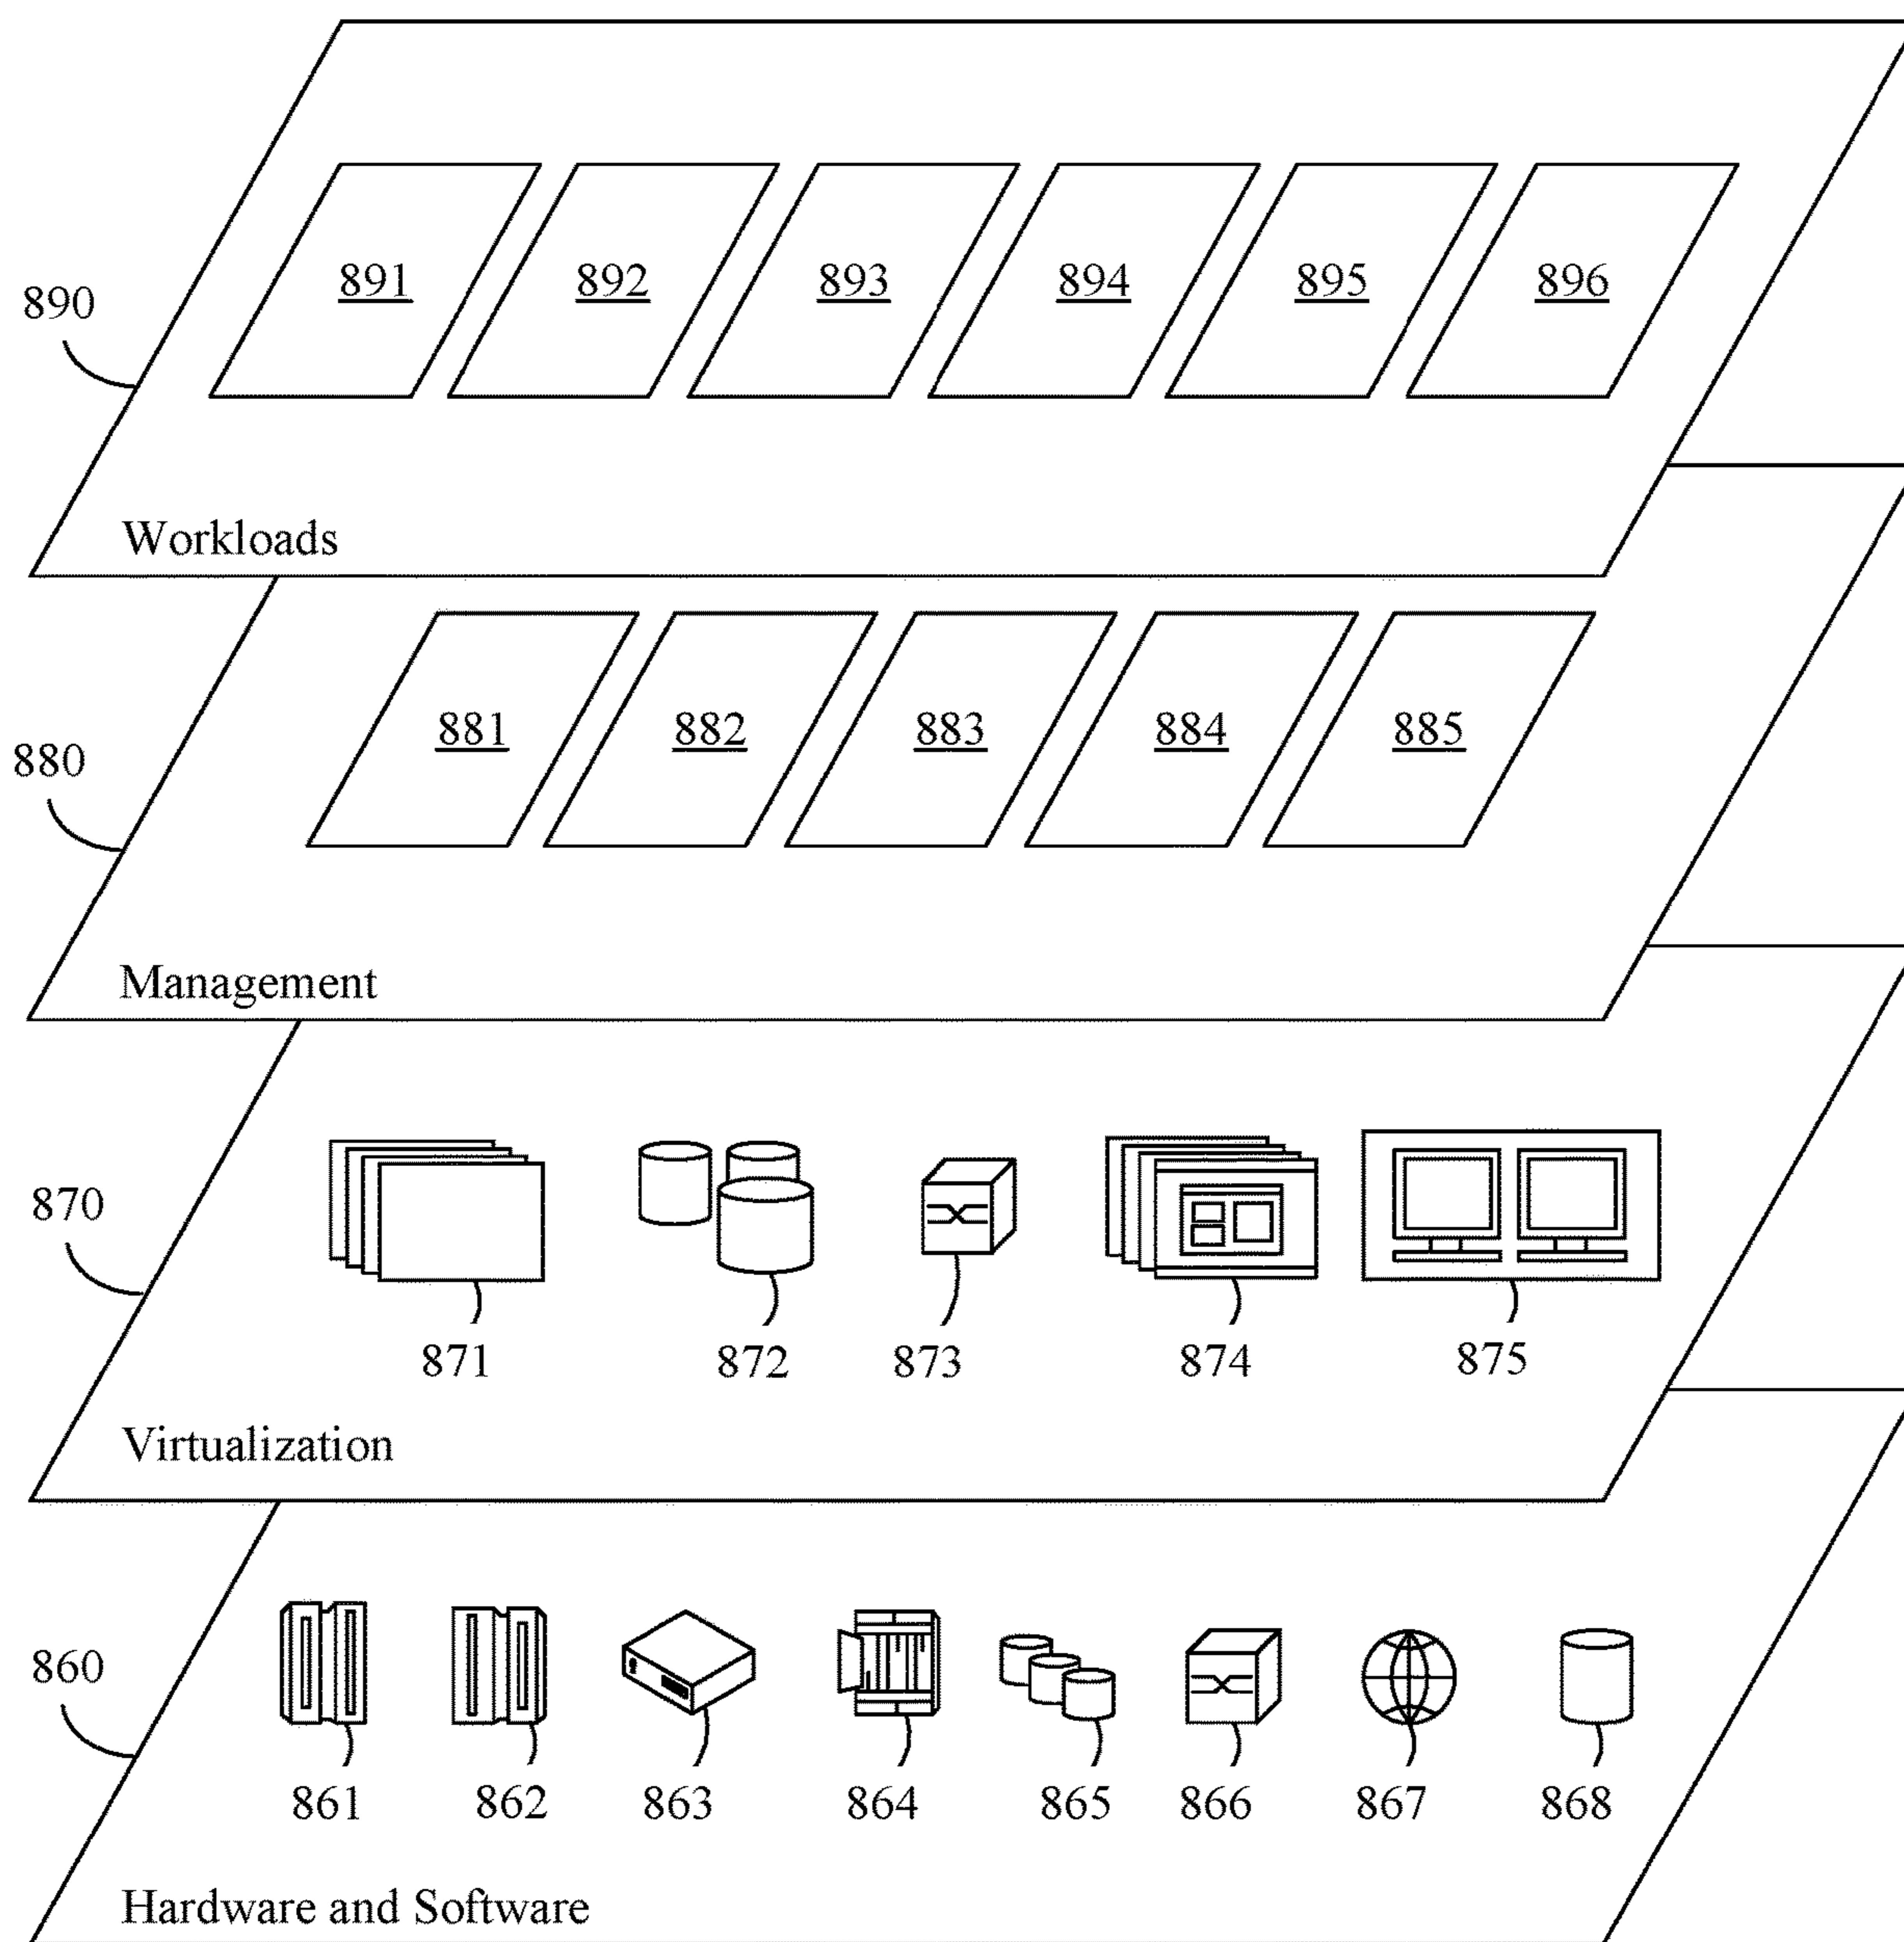 891 892 893 894 895 896
890
Workloads
881 882 883 884 885
880
Management
870
871 872 873 874 875
Virtualization
860
861 862 863 864 865 866 867 868
Hardware and Software